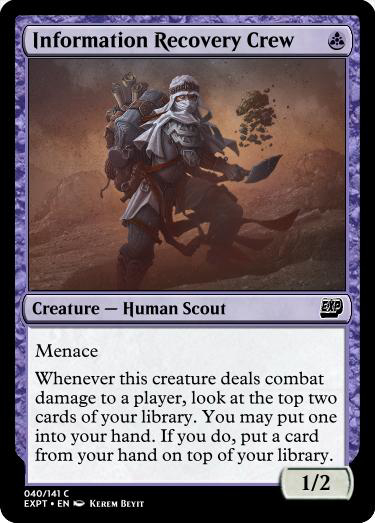 Information Recovery Crew
Creature — Human Scout
EXP
Menace
Whenever this creature deals combat
damage to a player, look at the top two
cards of your library. You may put one
into your hand. If you do, put a card
from your hand on top of your library.
1/2
040/141 C
EXPT • EN Kerem Beyit